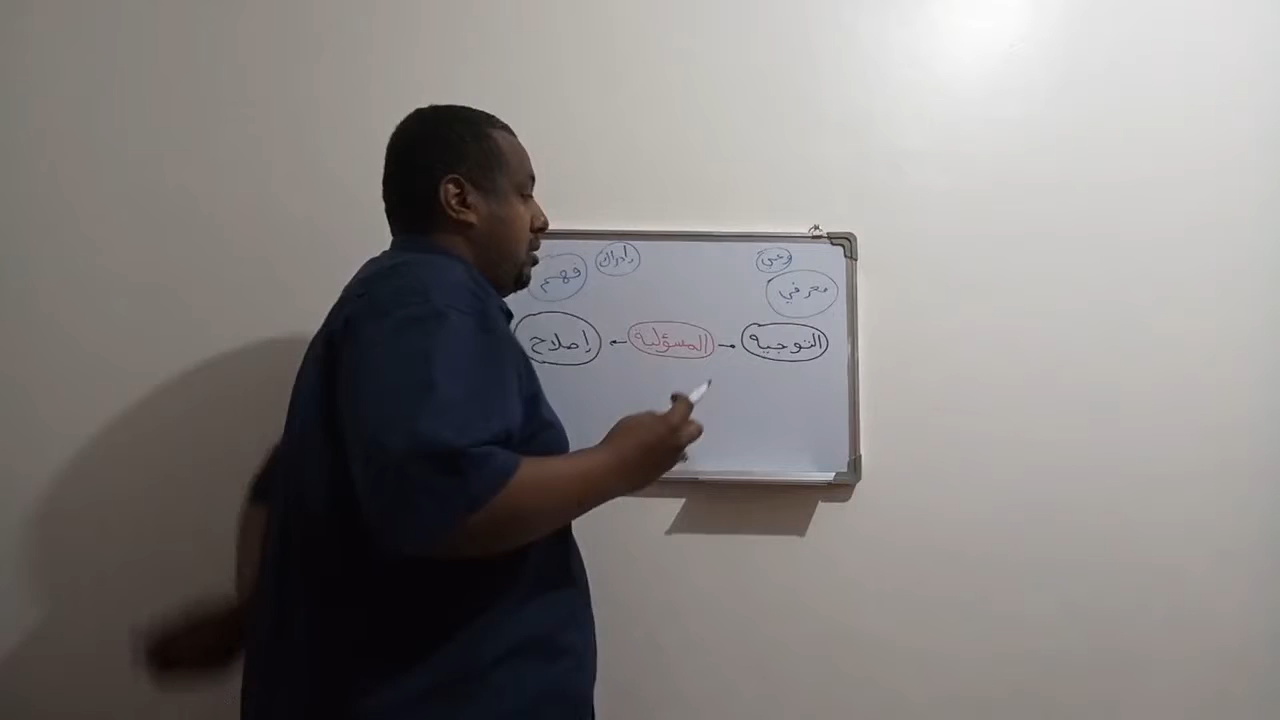 وعي إدراك
معرفي فهم
التوجيه المسؤلية إصلاح